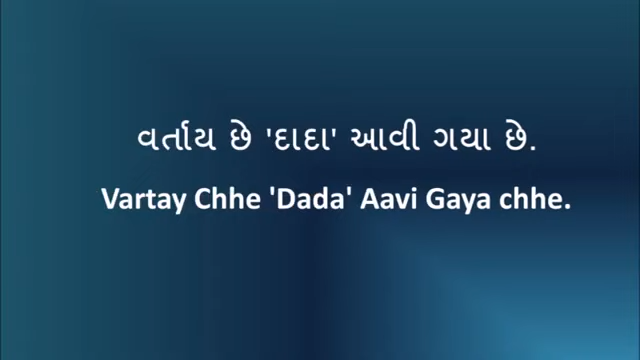 વર્તાય છે 'દાદા' આવી ગયા છે.
Vartay Chhe 'Dada' Aavi Gaya chhe.